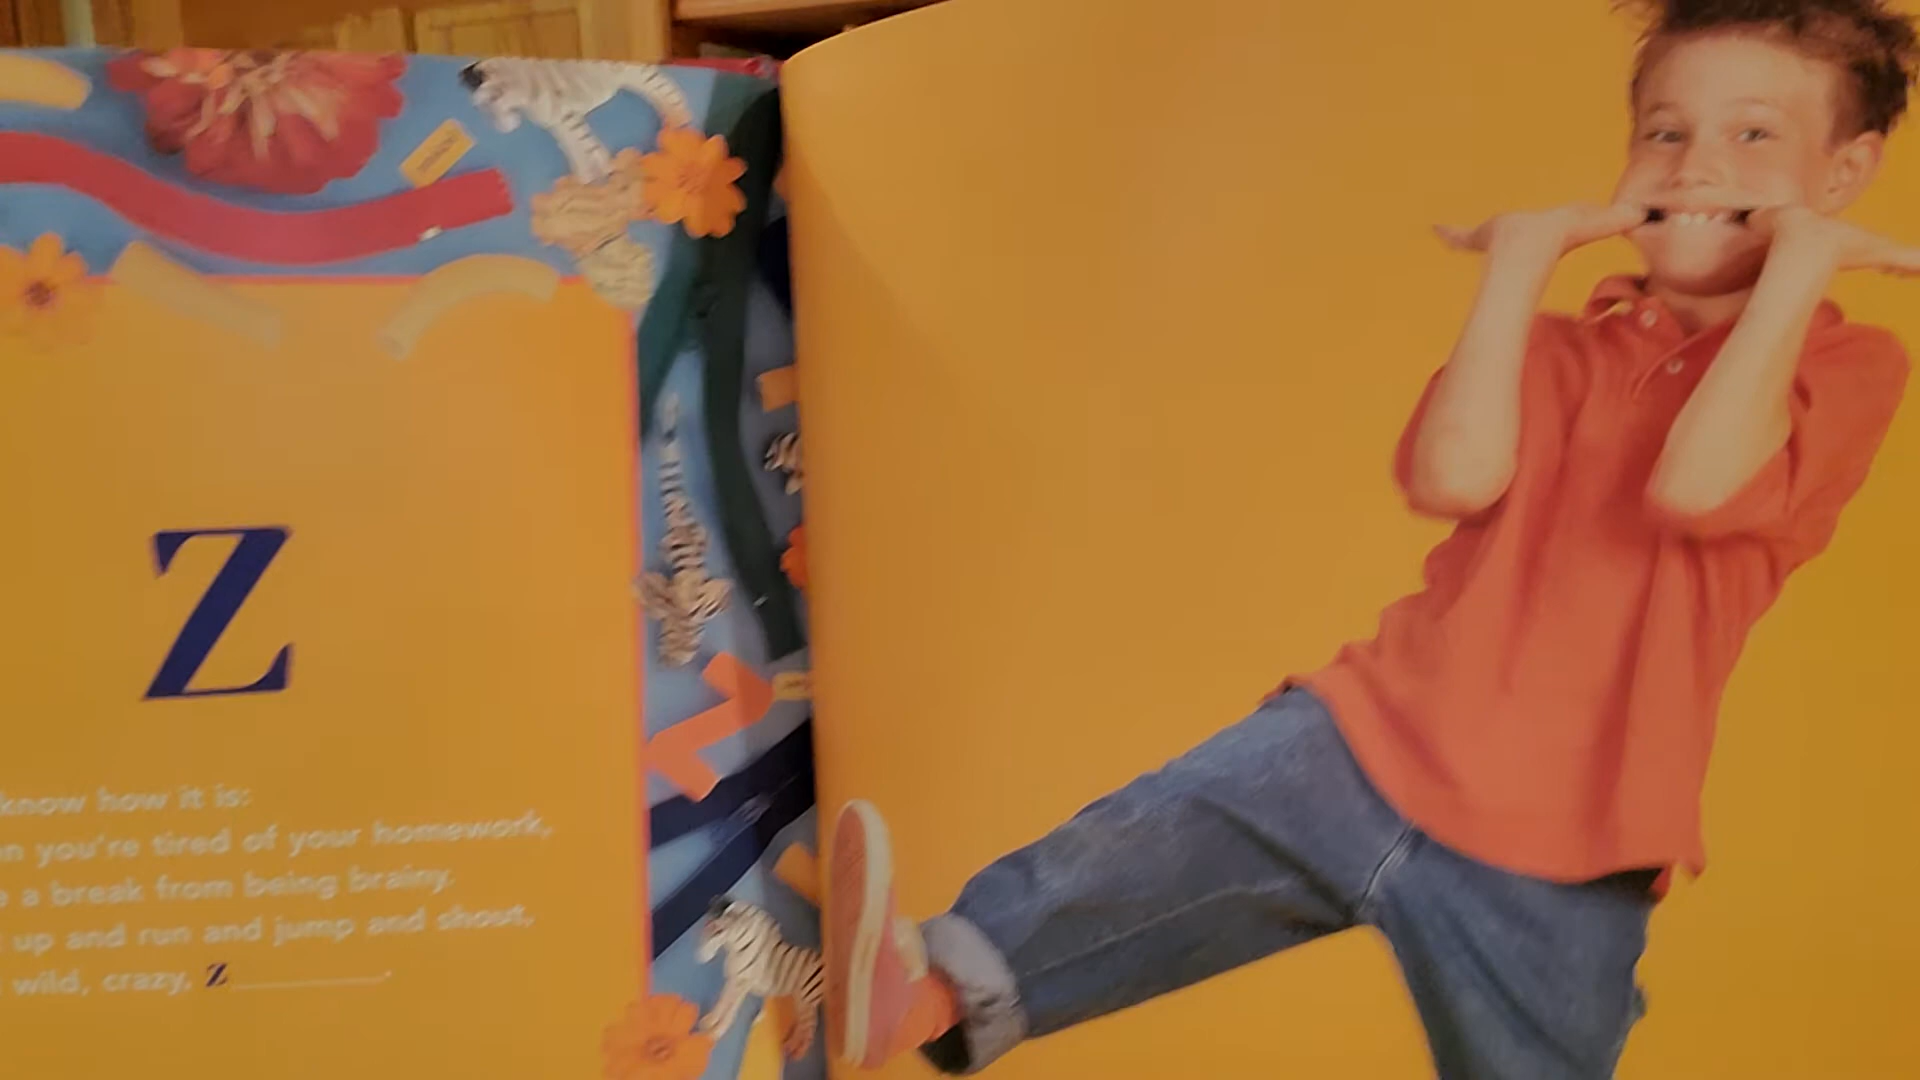 Z
know how it is:
n you're tired of your homework,
e a break from being brainy.
up and run and jump and shout,
wild, crazy, Z__________.